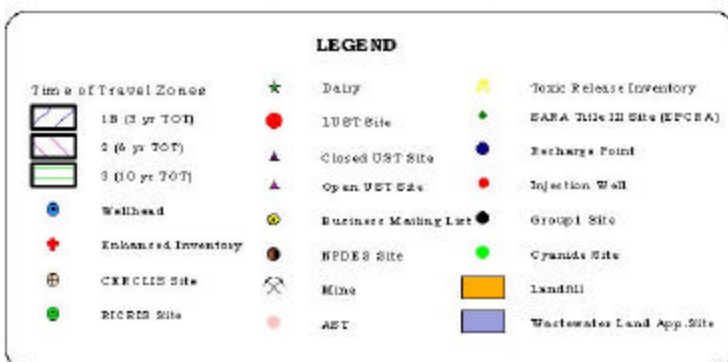 LEGEND
Time of Travel Zones
1B (3 yr TOT)
2 (6 yr TOT)
3 (10 yr TOT)
Wellhead
Enhanced Inventory
CERCLIS Site
RICRIS Site
Dairy
LUST Site
Closed UST Site
Open UST Site
Business Mailing List
NPDES Site
Mine
AST
Toxic Release Inventory
SARA Title III Site (EPCRA)
Recharge Point
Injection Well
Group1 Site
Cyanide Site
Landfill
Wastewater Land App. Site